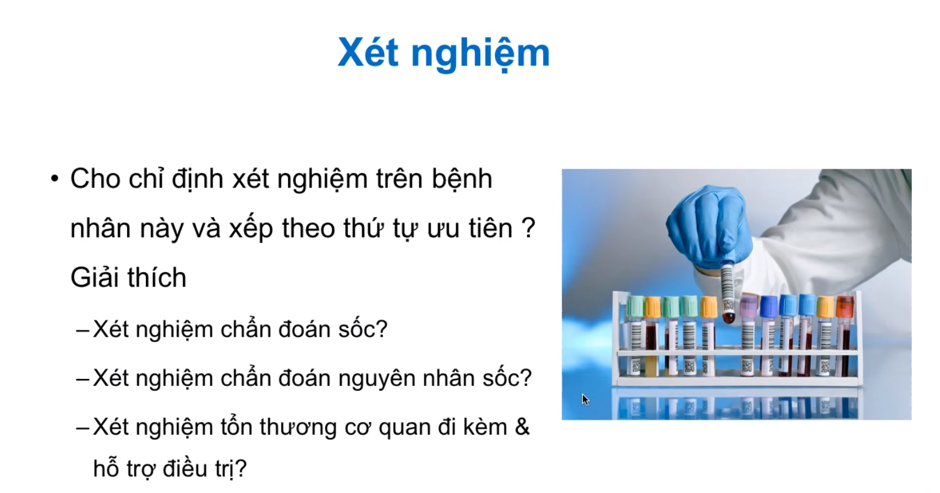 Xét nghiệm
• Cho chỉ định xét nghiệm trên bệnh
nhân này và xếp theo thứ tự ưu tiên ?
Giải thích
–Xét nghiệm chẩn đoán sốc?
–Xét nghiệm chẩn đoán nguyên nhân sốc?
–Xét nghiệm tổn thương cơ quan đi kèm &
hỗ trợ điều trị?